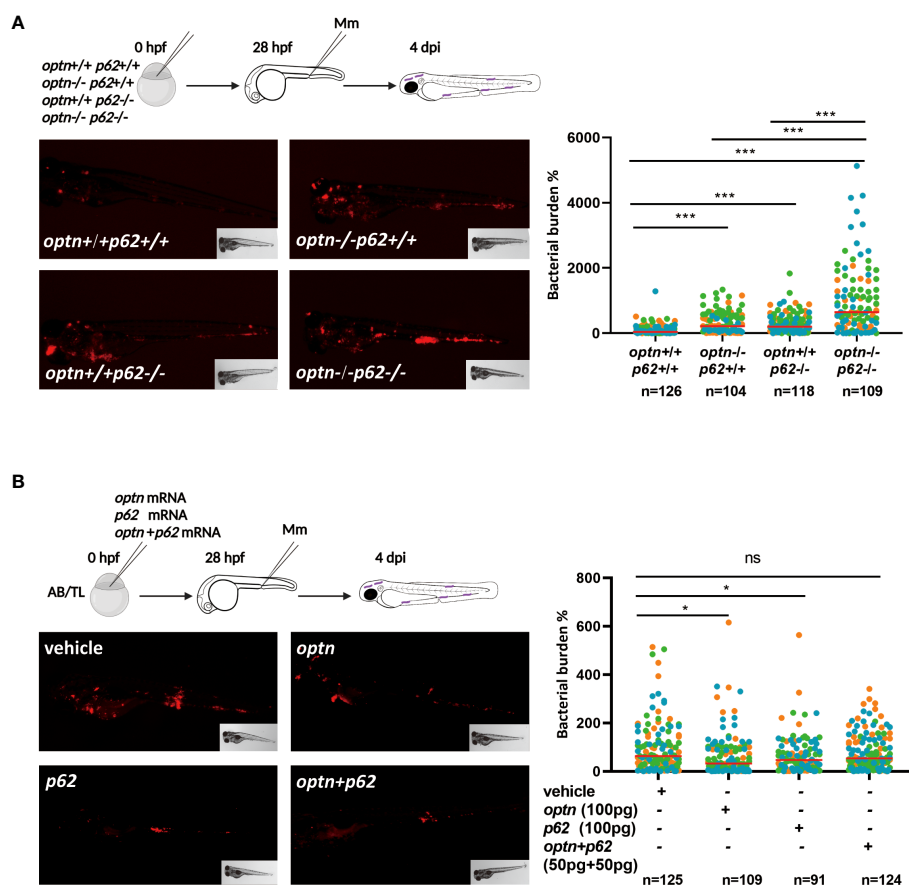 A
Mm
0 hpf 28 hpf 4 dpi
optn+/+ p62+/+
optn-/- p62+/+
optn+/+ p62-/-
optn-/- p62-/-
optn+/+p62+/+
optn-/-p62+/+
optn+/+p62-/-
optn-/-p62-/-
Bacterial burden %
6000
4000
2000
0
***
***
***
***
***
optn+/+ optn-/- optn+/+ optn-/-
p62+/+ p62+/+ p62-/- p62-/-
n=126 n=104 n=118 n=109
B
optn mRNA
p62 mRNA
optn+p62 mRNA
Mm
0 hpf 28 hpf 4 dpi
AB/TL
vehicle
optn
p62
optn+p62
Bacterial burden %
800
600
400
200
0
ns
*
*
vehicle + - - -
optn (100pg) - + - -
p62 (100pg) - - + -
optn+p62 - - - +
(50pg+50pg)
n=125 n=109 n=91 n=124